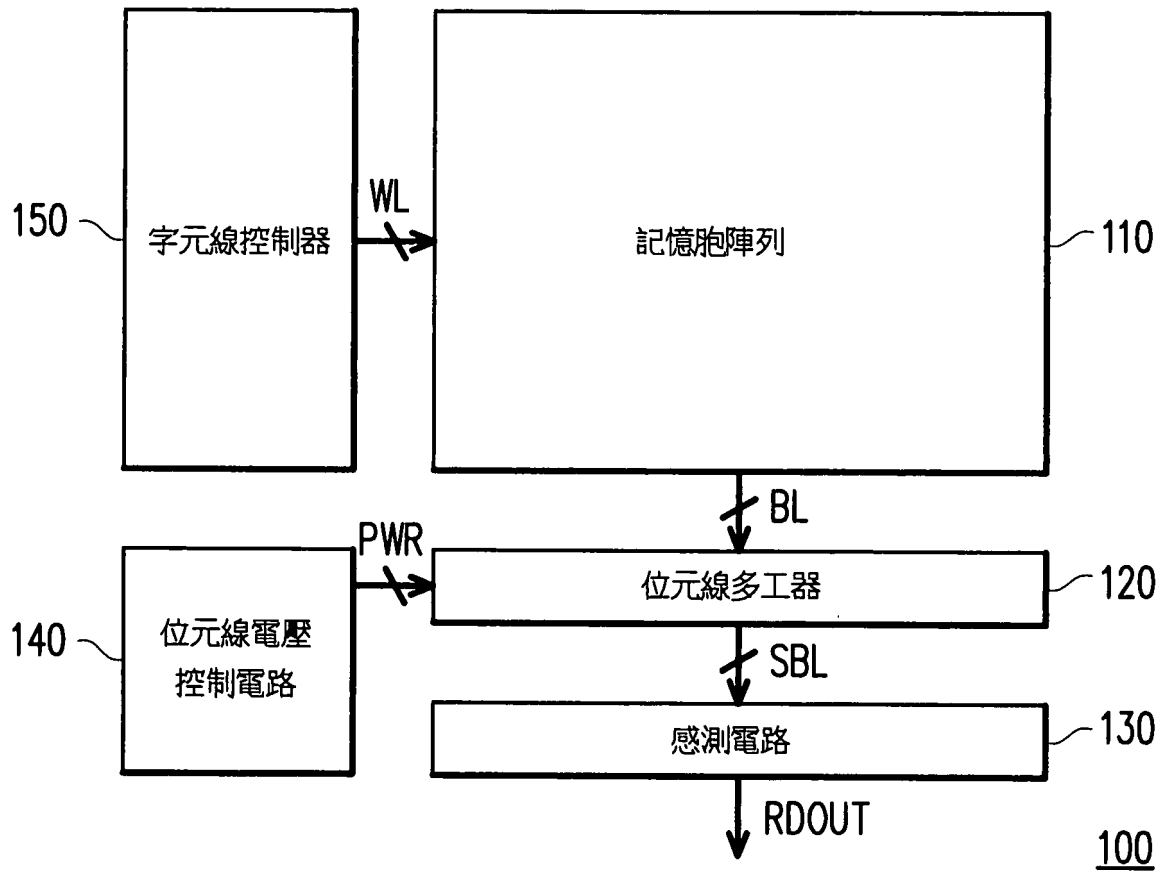 150
字元線控制器
WL
記憶胞陣列
110
BL
PWR
位元線多工器
120
140
位元線電壓
控制電路
SBL
感測電路
130
RDOUT
100